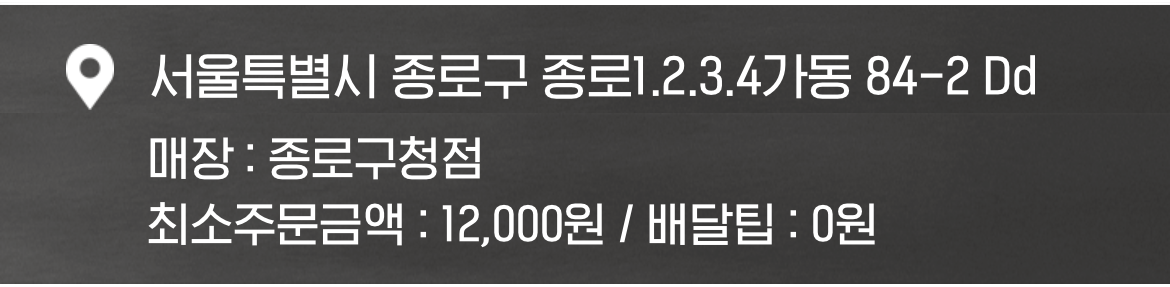 서울특별시 종로구 종로1.2.3.4가동 84-2 Dd
매장 : 종로구청점
최소주문금액 : 12,000원 / 배달팁 : 0원